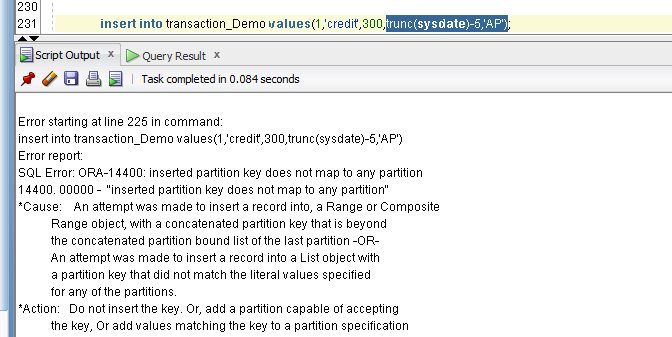 230
231 insert into transaction_Demo values(1,'credit',300,trunc(sysdate)-5,'AP');
Script Output x Query Result x
Task completed in 0.084 seconds
Error starting at line 225 in command:
insert into transaction_Demo values(1,'credit',300,trunc(sysdate)-5,'AP')
Error report:
SQL Error: ORA-14400: inserted partition key does not map to any partition
14400. 00000 - "inserted partition key does not map to any partition"
*Cause: An attempt was made to insert a record into, a Range or Composite
Range object, with a concatenated partition key that is beyond
the concatenated partition bound list of the last partition -OR-
An attempt was made to insert a record into a List object with
a partition key that did not match the literal values specified
for any of the partitions.
*Action: Do not insert the key. Or, add a partition capable of accepting
the key, Or add values matching the key to a partition specification